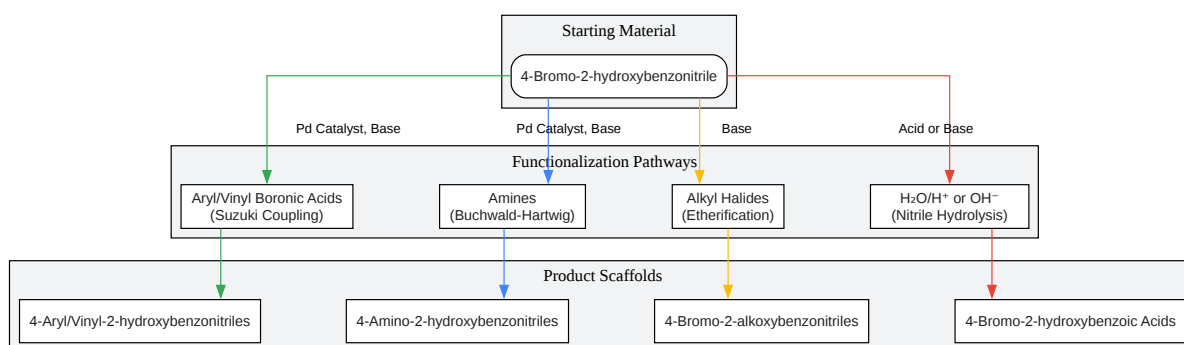 Starting Material
4-Bromo-2-hydroxybenzonitrile
Pd Catalyst, Base
Pd Catalyst, Base
Base
Acid or Base
Functionalization Pathways
Aryl/Vinyl Boronic Acids
(Suzuki Coupling)
Amines
(Buchwald-Hartwig)
Alkyl Halides
(Etherification)
H₂O/H⁺ or OH⁻
(Nitrile Hydrolysis)
Product Scaffolds
4-Aryl/Vinyl-2-hydroxybenzonitriles
4-Amino-2-hydroxybenzonitriles
4-Bromo-2-alkoxybenzonitriles
4-Bromo-2-hydroxybenzoic Acids